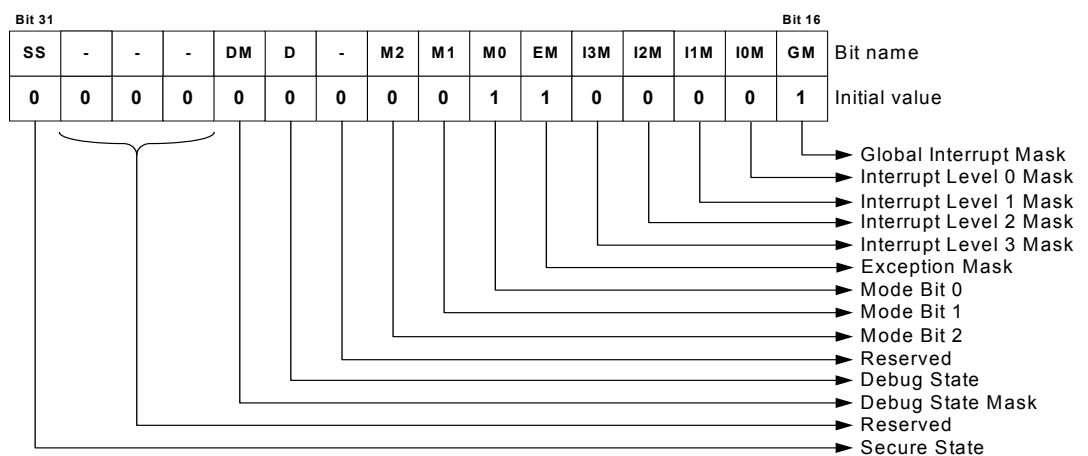 Bit 31 Bit 16
SS - - - DM D - M2 M1 M0 EM I3M I2M I1M I0M GM Bit name
0 0 0 0 0 0 0 0 0 1 1 0 0 0 0 1 Initial value
Global Interrupt Mask
Interrupt Level 0 Mask
Interrupt Level 1 Mask
Interrupt Level 2 Mask
Interrupt Level 3 Mask
Exception Mask
Mode Bit 0
Mode Bit 1
Mode Bit 2
Reserved
Debug State
Debug State Mask
Reserved
Secure State